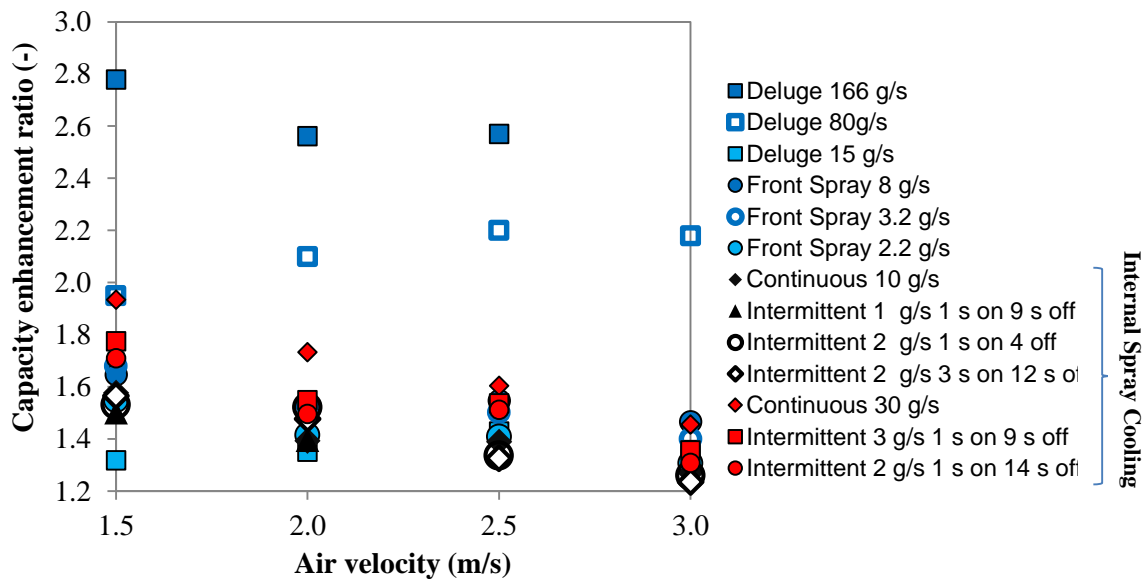 Capacity enhancement ratio (-)
3.0
2.8
2.6
2.4
2.2
2.0
1.8
1.6
1.4
1.2
1.5
2.0
2.5
3.0
Air velocity (m/s)
Deluge 166 g/s
Deluge 80g/s
Deluge 15 g/s
Front Spray 8 g/s
Front Spray 3.2 g/s
Front Spray 2.2 g/s
Continuous 10 g/s
Intermittent 1 g/s 1 s on 9 s off
Intermittent 2 g/s 1 s on 4 off
Intermittent 2 g/s 3 s on 12 s of
Continuous 30 g/s
Intermittent 3 g/s 1 s on 9 s off
Intermittent 2 g/s 1 s on 14 s off
Internal Spray Cooling